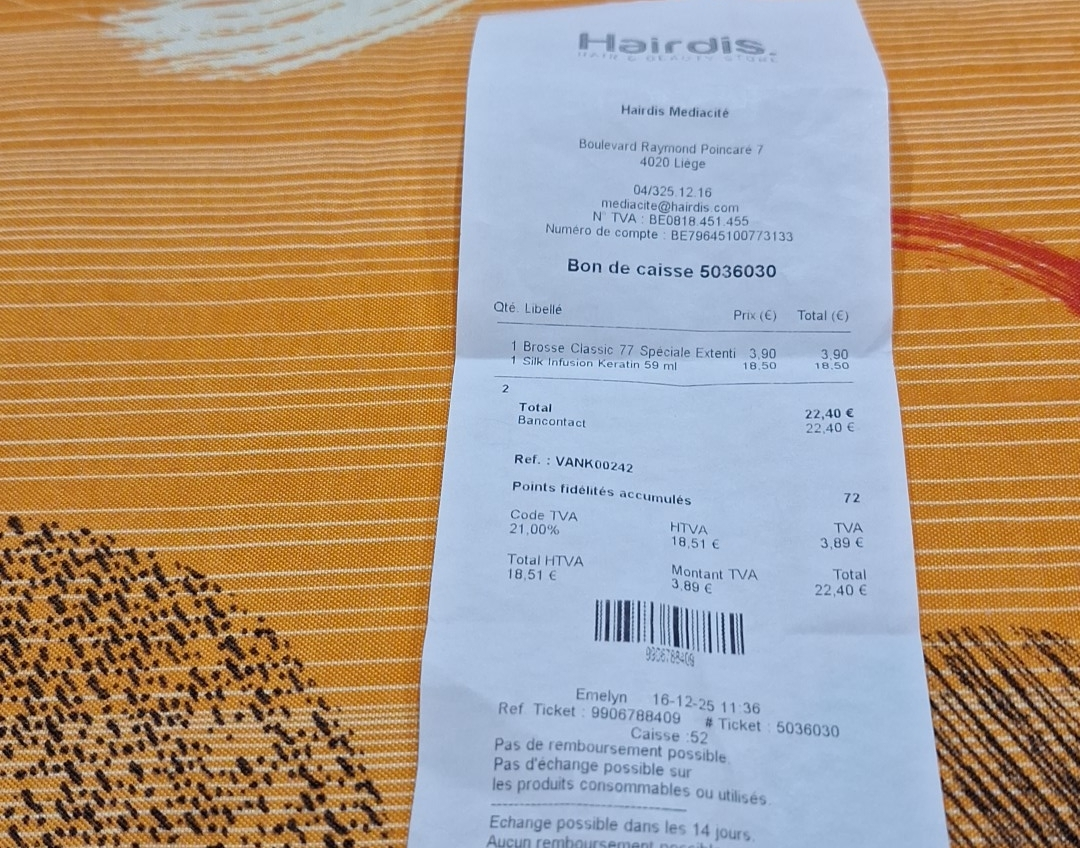 Hairdis.
HAIR & BEAUTY STORE
Hairdis Mediacité
Boulevard Raymond Poincaré 7
4020 Liège
04/325.12.16
mediacite@hairdis.com
N° TVA : BE0818.451.455
Numéro de compte : BE79645100773133
Bon de caisse 5036030
Qté. Libellé Prix (€) Total (€)
1 Brosse Classic 77 Spéciale Extenti 3,90 3,90
1 Silk Infusion Keratin 59 ml 18,50 18,50
2
Total 22,40 €
Bancontact 22,40 €
Ref. : VANK00242
Points fidélités accumulés 72
Code TVA HTVA TVA
21,00% 18,51 € 3,89 €
Total HTVA Montant TVA Total
18,51 € 3,89 € 22,40 €
9906788409
Emelyn 16-12-25 11:36
Ref. Ticket : 9906788409 # Ticket : 5036030
Caisse :52
Pas de remboursement possible.
Pas d'échange possible sur
les produits consommables ou utilisés.
Echange possible dans les 14 jours.
Aucun remboursement